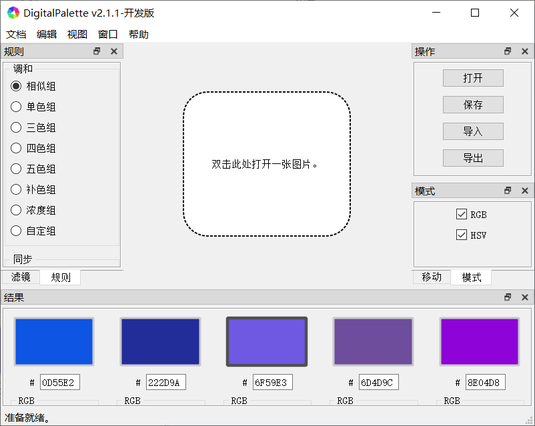 DigitalPalette v2.1.1-开发版
文档 编辑 视图 窗口 帮助
规则
调和
相似组
单色组
三色组
四色组
五色组
补色组
浓度组
自定组
同步
滤镜 规则
双击此处打开一张图片。
操作
打开
保存
导入
导出
模式
RGB
HSV
移动 模式
结果
# 0D55E2 # 222D9A # 6F59E3 # 6D4D9C # 8E04D8
RGB RGB RGB RGB RGB
准备就绪。